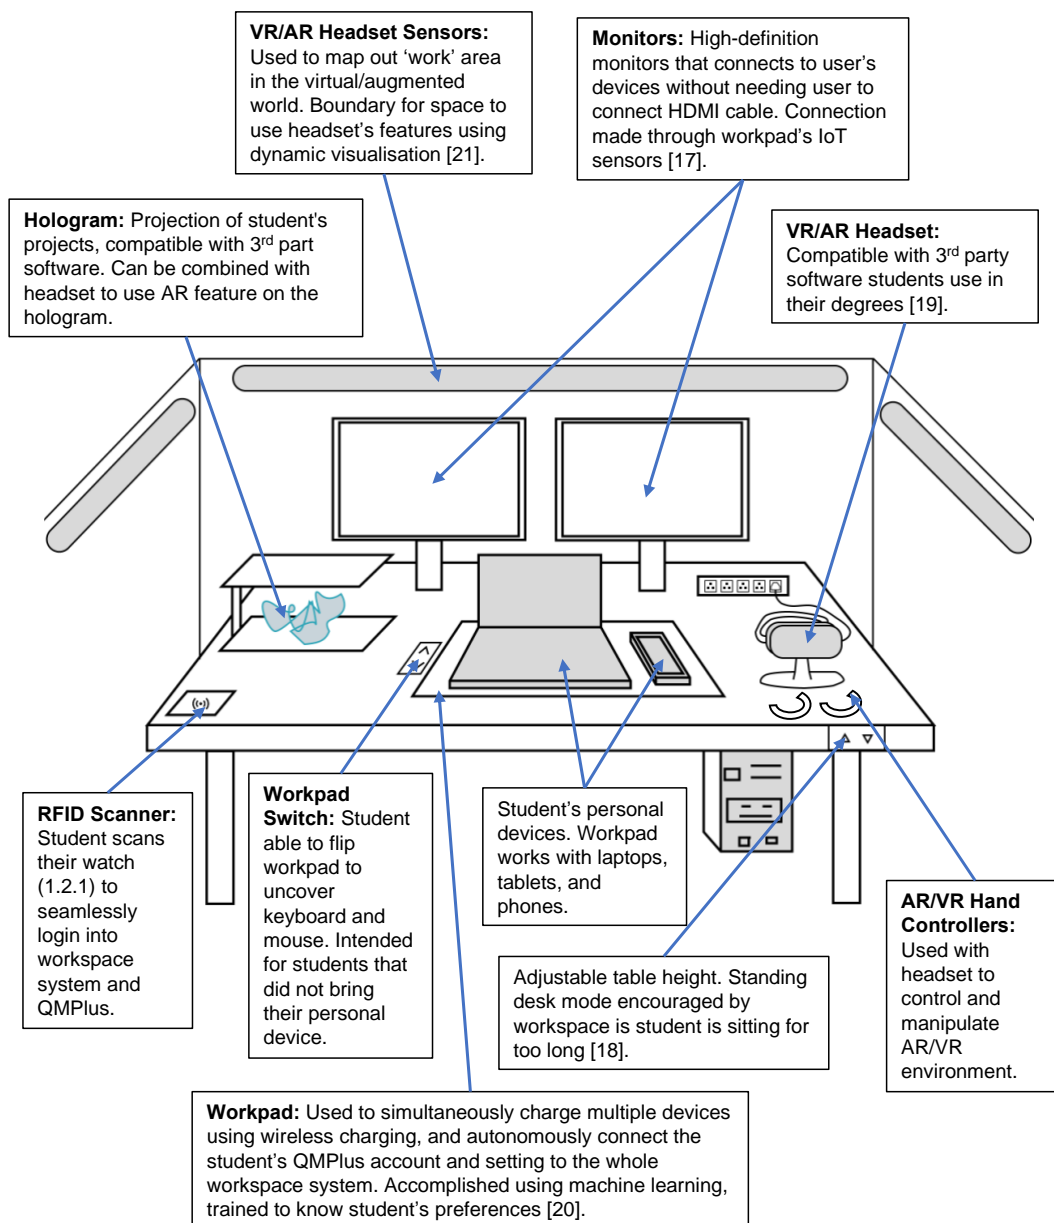 VR/AR Headset Sensors:
Used to map out ‘work’ area
in the virtual/augmented
world. Boundary for space to
use headset’s features using
dynamic visualisation [21].
Monitors: High-definition
monitors that connects to user’s
devices without needing user to
connect HDMI cable. Connection
made through workpad’s IoT
sensors [17].
Hologram: Projection of student's
projects, compatible with 3rd part
software. Can be combined with
headset to use AR feature on the
hologram.
VR/AR Headset:
Compatible with 3rd party
software students use in
their degrees [19].
RFID Scanner:
Student scans
their watch
(1.2.1) to
seamlessly
login into
workspace
system and
QMPlus.
Workpad
Switch: Student
able to flip
workpad to
uncover
keyboard and
mouse. Intended
for students that
did not bring
their personal
device.
Student’s personal
devices. Workpad
works with laptops,
tablets, and
phones.
Adjustable table height. Standing
desk mode encouraged by
workspace is student is sitting for
too long [18].
AR/VR Hand
Controllers:
Used with
headset to
control and
manipulate
AR/VR
environment.
Workpad: Used to simultaneously charge multiple devices
using wireless charging, and autonomously connect the
student’s QMPlus account and setting to the whole
workspace system. Accomplished using machine learning,
trained to know student’s preferences [20].